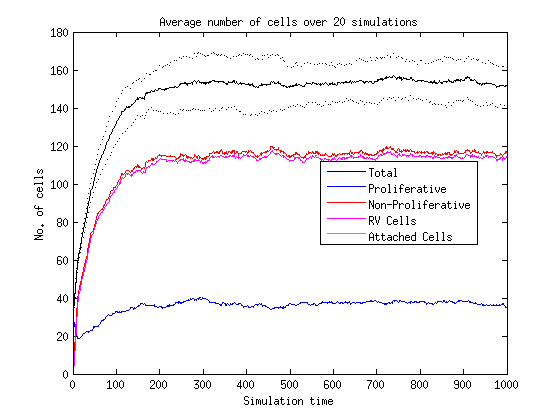 Average number of cells over 20 simulations
180
160
140
120
100
80
60
40
20
0
No. of cells
Total
Proliferative
Non-Proliferative
RV Cells
Attached Cells
0 100 200 300 400 500 600 700 800 900 1000
Simulation time